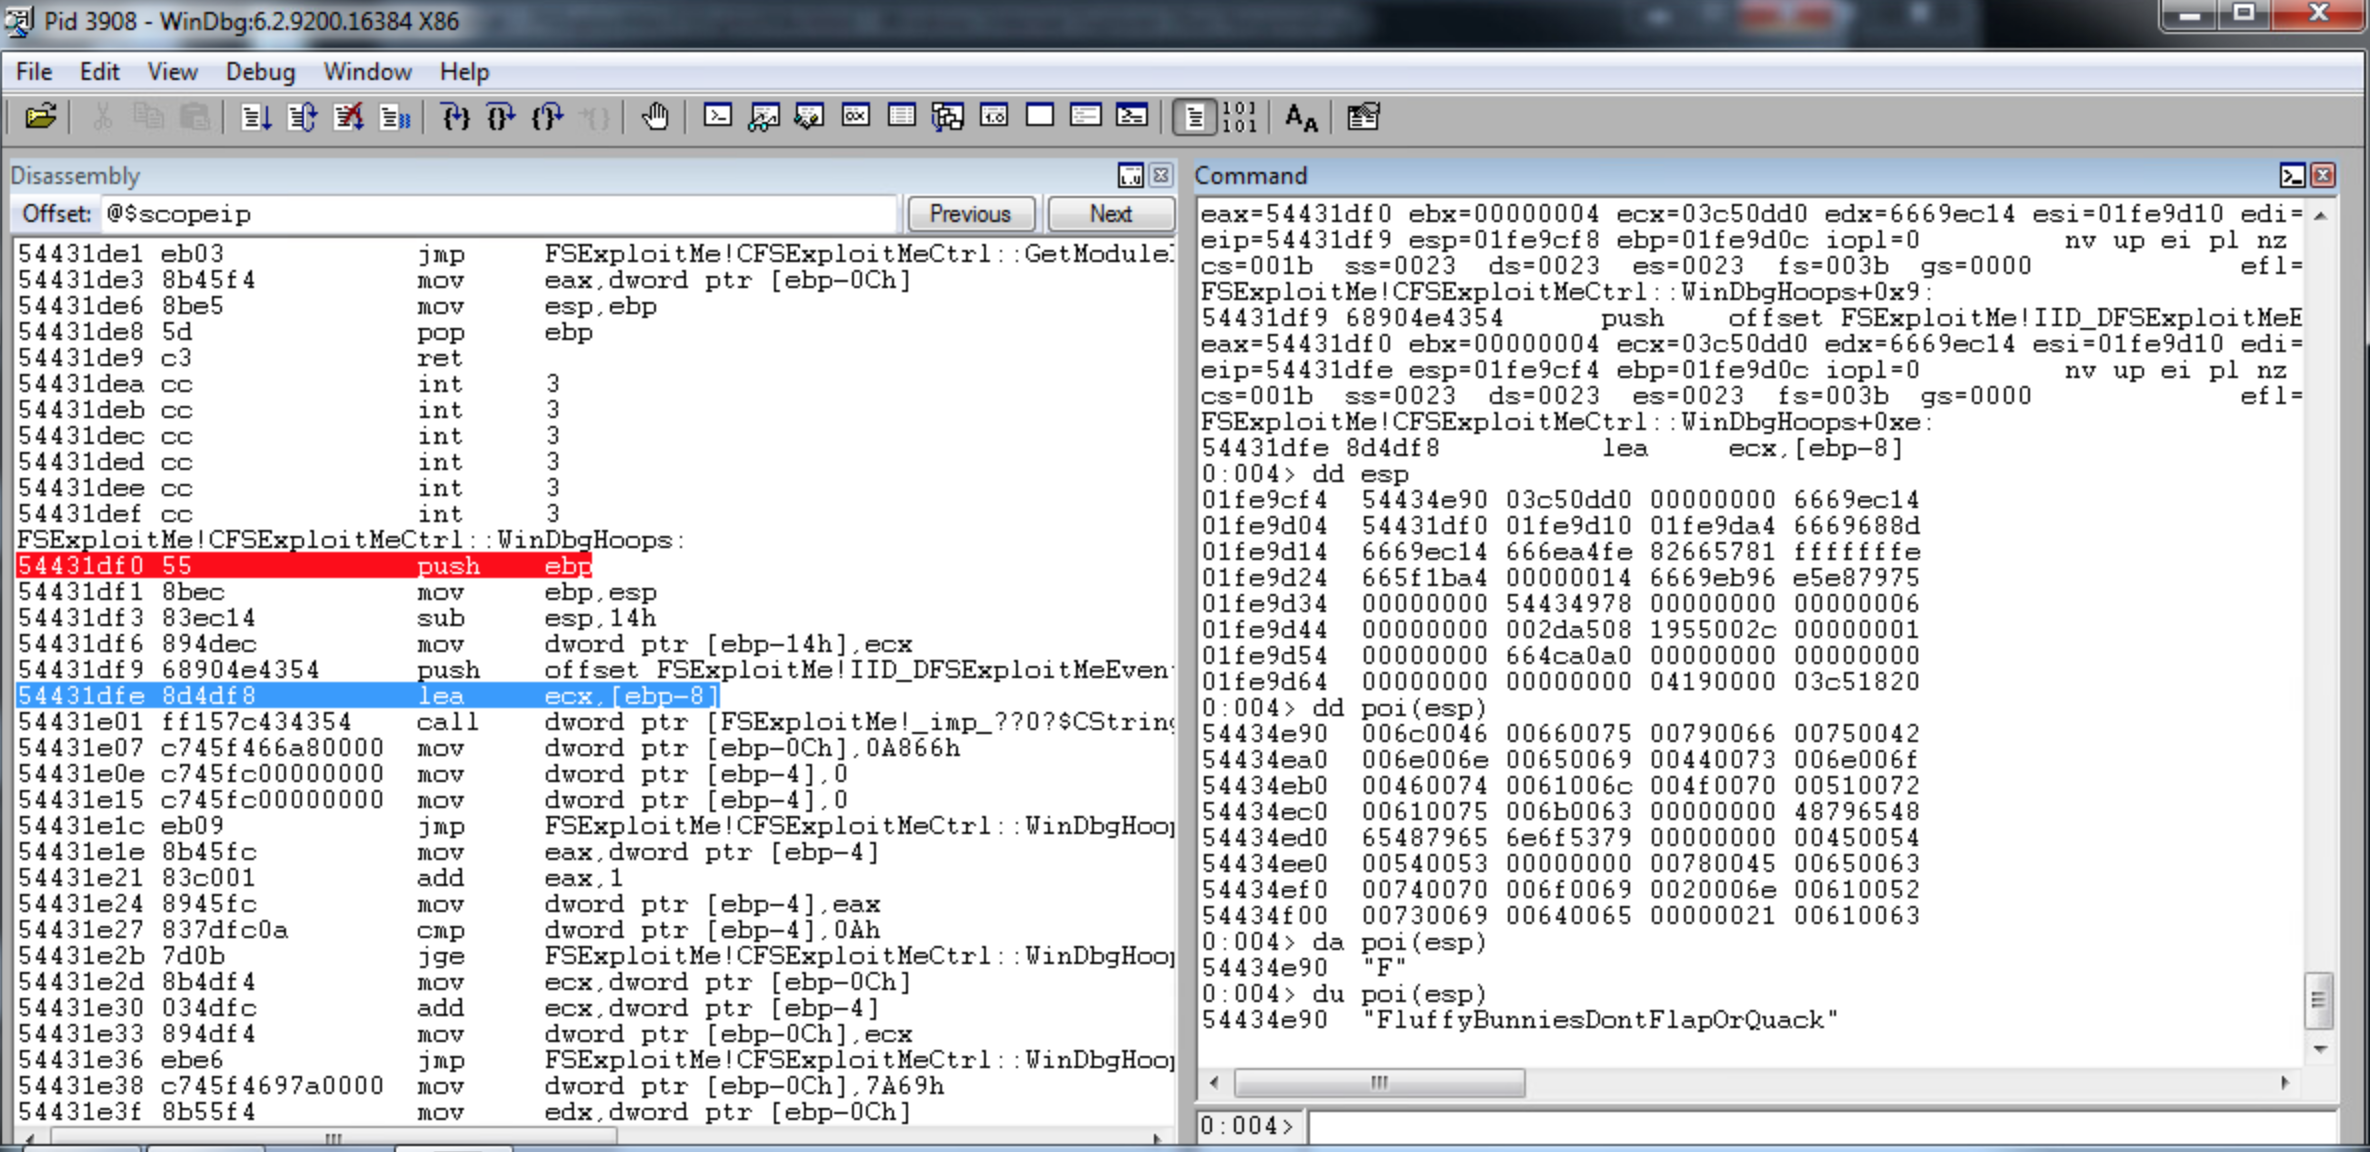 Pid 3908 - WinDbg:6.2.9200.16384 X86
File Edit View Debug Window Help
Disassembly
Offset: @$scopeip Previous Next
54431de1 eb03 jmp FSExploitMe!CFSExploitMeCtrl::GetModule
54431de3 8b45f4 mov eax,dword ptr [ebp-0Ch]
54431de6 8be5 mov esp,ebp
54431de8 5d pop ebp
54431de9 c3 ret
54431dea cc int 3
54431deb cc int 3
54431dec cc int 3
54431ded cc int 3
54431dee cc int 3
54431def cc int 3
FSExploitMe!CFSExploitMeCtrl::WinDbgHoops:
54431df0 55 push ebp
54431df1 8bec mov ebp,esp
54431df3 83ec14 sub esp,14h
54431df6 894dec mov dword ptr [ebp-14h],ecx
54431df9 68904e4354 push offset FSExploitMe!IID_DFSExploitMeEven
54431dfe 8d4df8 lea ecx,[ebp-8]
54431e01 ff157c434354 call dword ptr [FSExploitMe!_imp_??0?$CString
54431e07 c745f466a80000 mov dword ptr [ebp-0Ch],0A866h
54431e0e c745fc00000000 mov dword ptr [ebp-4],0
54431e15 c745fc00000000 mov dword ptr [ebp-4],0
54431e1c eb09 jmp FSExploitMe!CFSExploitMeCtrl::WinDbgHoop
54431e1e 8b45fc mov eax,dword ptr [ebp-4]
54431e21 83c001 add eax,1
54431e24 8945fc mov dword ptr [ebp-4],eax
54431e27 837dfc0a cmp dword ptr [ebp-4],0Ah
54431e2b 7d0b jge FSExploitMe!CFSExploitMeCtrl::WinDbgHoop
54431e2d 8b4df4 mov ecx,dword ptr [ebp-0Ch]
54431e30 034dfc add ecx,dword ptr [ebp-4]
54431e33 894df4 mov dword ptr [ebp-0Ch],ecx
54431e36 ebe6 jmp FSExploitMe!CFSExploitMeCtrl::WinDbgHoop
54431e38 c745f4697a0000 mov dword ptr [ebp-0Ch],7A69h
54431e3f 8b55f4 mov edx,dword ptr [ebp-0Ch]
Command
eax=54431df0 ebx=00000004 ecx=03c50dd0 edx=6669ec14 esi=01fe9d10 edi=
eip=54431df9 esp=01fe9cf8 ebp=01fe9d0c iopl=0 nv up ei pl nz
cs=001b ss=0023 ds=0023 es=0023 fs=003b gs=0000 efl=
FSExploitMe!CFSExploitMeCtrl::WinDbgHoops+0x9:
54431df9 68904e4354 push offset FSExploitMe!IID_DFSExploitMeE
eax=54431df0 ebx=00000004 ecx=03c50dd0 edx=6669ec14 esi=01fe9d10 edi=
eip=54431dfe esp=01fe9cf4 ebp=01fe9d0c iopl=0 nv up ei pl nz
cs=001b ss=0023 ds=0023 es=0023 fs=003b gs=0000 efl=
FSExploitMe!CFSExploitMeCtrl::WinDbgHoops+0xe:
54431dfe 8d4df8 lea ecx,[ebp-8]
0:004> dd esp
01fe9cf4 54434e90 03c50dd0 00000000 6669ec14
01fe9d04 54431df0 01fe9d10 01fe9da4 6669688d
01fe9d14 6669ec14 666ea4fe 82665781 fffffffe
01fe9d24 665f1ba4 00000014 6669eb96 e5e87975
01fe9d34 00000000 54434978 00000000 00000006
01fe9d44 00000000 002da508 1955002c 00000001
01fe9d54 00000000 664ca0a0 00000000 00000000
01fe9d64 00000000 00000000 04190000 03c51820
0:004> dd poi(esp)
54434e90 006c0046 00660075 00790066 00750042
54434ea0 006e006e 00650069 00440073 006e006f
54434eb0 00460074 0061006c 004f0070 00510072
54434ec0 00610075 006b0063 00000000 48796548
54434ed0 65487965 6e6f5379 00000000 00450054
54434ee0 00540053 00000000 00780045 00650063
54434ef0 00740070 006f0069 0020006e 00610052
54434f00 00730069 00640065 00000021 00610063
0:004> da poi(esp)
54434e90 "F"
0:004> du poi(esp)
54434e90 "FluffyBunniesDontFlapOrQuack"
0:004>